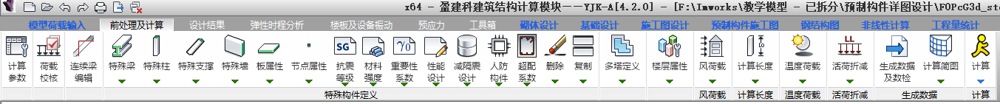 x64 - 盈建科建筑结构计算模块——YJK-A[4.2.0] - [F:\Imworks\教学模型 - 已拆分\预制构件详图设计\FOPcG3d_st
模型荷载输入 前处理及计算 设计结果 弹性时程分析 楼板及设备振动 预应力 工具箱 砌体设计 基础设计 施工图设计 预制构件施工图 钢结构图 非线性计算 工程量统计
计算参数 荷载校核 连续梁编辑 特殊梁 特殊柱 特殊支撑 特殊墙 板属性 节点属性 抗震等级 材料强度 重要性系数 性能设计 减隔震设计 人防构件 超配系数 删除 复制 多塔定义 楼层属性 风荷载 计算长度 温度荷载 活荷折减 生成数据及数检 计算简图 计算
特殊构件定义 风荷载 计算长度 温度荷载 活荷折减 生成数据 计算